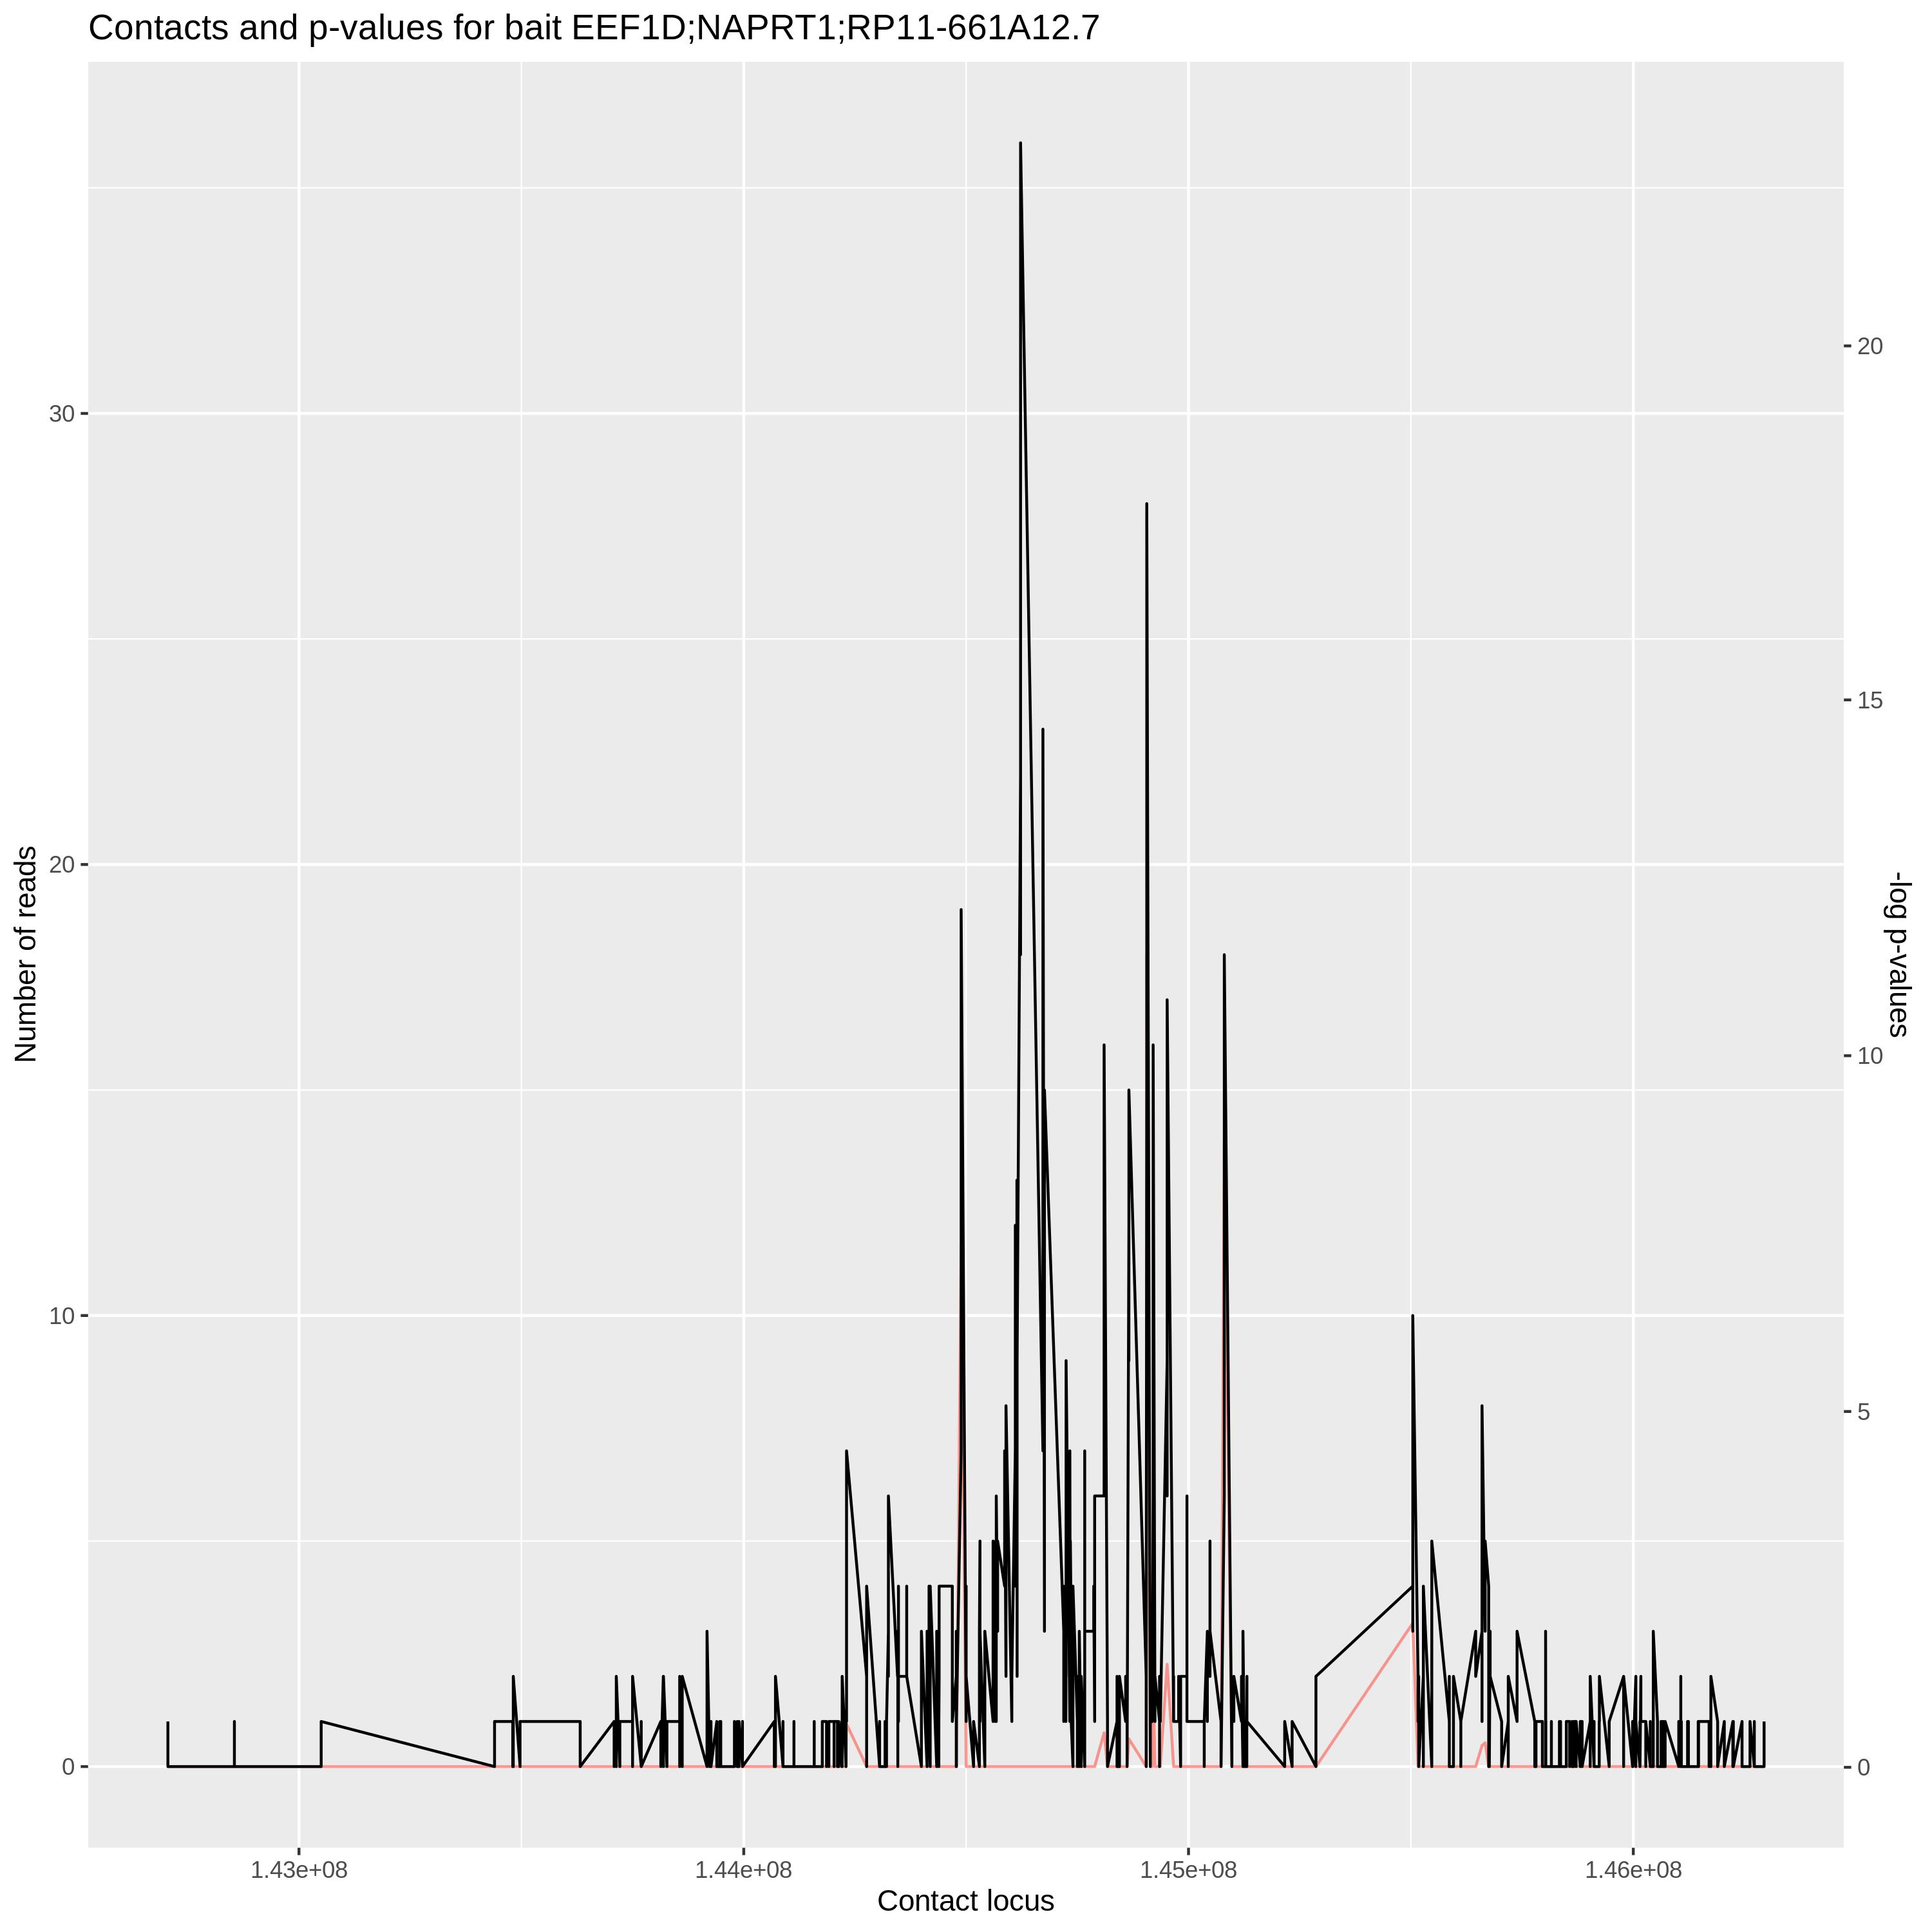 Contacts and p-values for bait EEF1D;NAPRT1;RP11-661A12.7
Number of reads
30
20
10
0
20
15
10
5
0
-log p-values
1.43e+08
1.44e+08
1.45e+08
1.46e+08
Contact locus